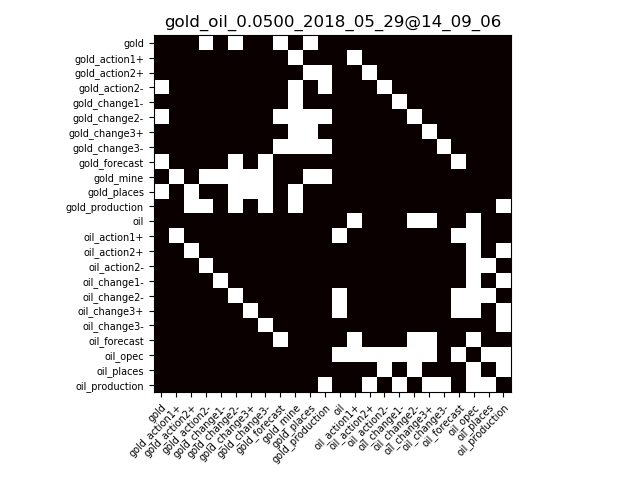 gold_oil_0.0500_2018_05_29@14_09_06
gold
gold_action1+
gold_action2+
gold_action2-
gold_change1-
gold_change2-
gold_change3+
gold_change3-
gold_forecast
gold_mine
gold_places
gold_production
oil
oil_action1+
oil_action2+
oil_action2-
oil_change1-
oil_change2-
oil_change3+
oil_change3-
oil_forecast
oil_opec
oil_places
oil_production
gold
gold_action1+
gold_action2+
gold_action2-
gold_change1-
gold_change2-
gold_change3+
gold_change3-
gold_forecast
gold_mine
gold_places
gold_production
oil
oil_action1+
oil_action2+
oil_action2-
oil_change1-
oil_change2-
oil_change3+
oil_change3-
oil_forecast
oil_opec
oil_places
oil_production